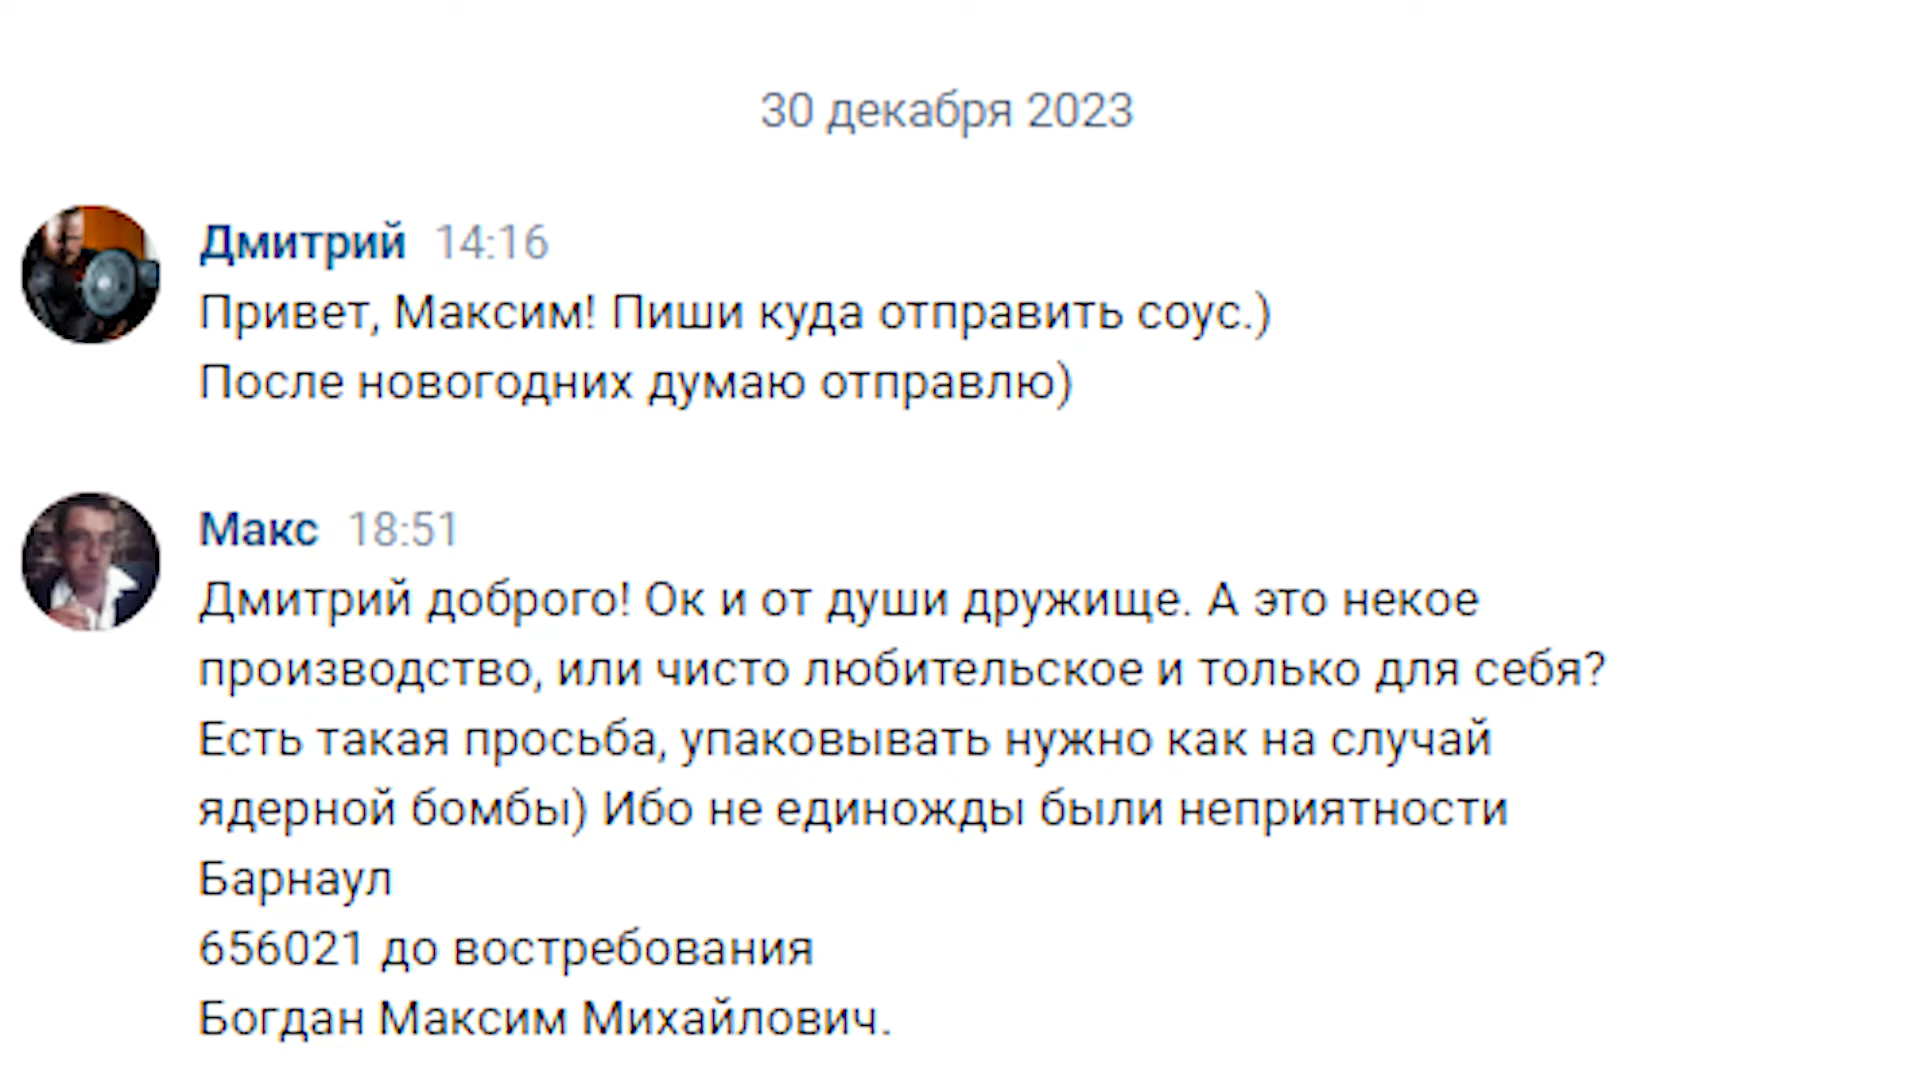 30 декабря 2023
Дмитрий 14:16
Привет, Максим! Пиши куда отправить соус.)
После новогодних думаю отправлю)
Макс 18:51
Дмитрий доброго! Ок и от души дружище. А это некое
производство, или чисто любительское и только для себя?
Есть такая просьба, упаковывать нужно как на случай
ядерной бомбы) Ибо не единожды были неприятности
Барнаул
656021 до востребования
Богдан Максим Михайлович.